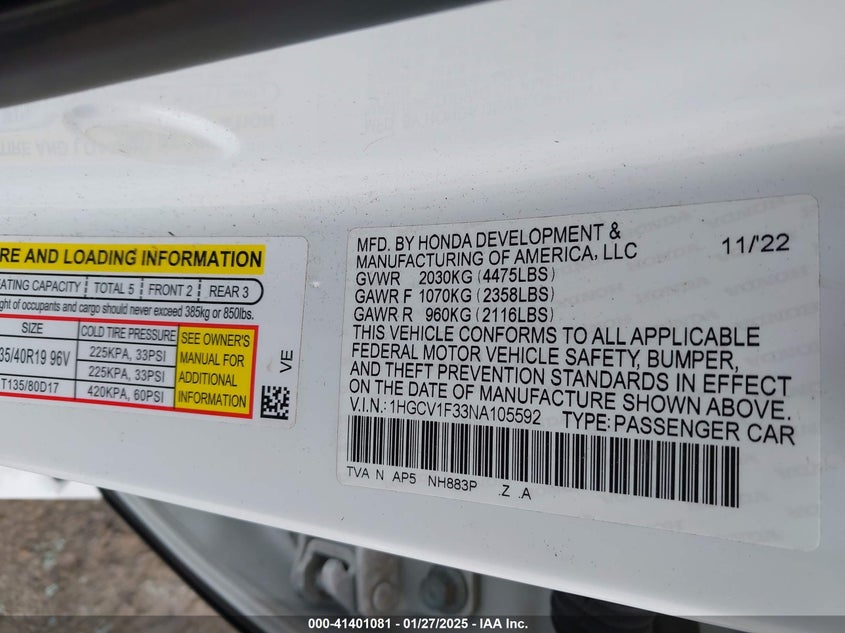 RE AND LOADING INFORMATION
ATING CAPACITY TOTAL 5 FRONT 2 REAR 3
ght of occupants and cargo should never exceed 385kg or 850lbs.
SIZE COLD TIRE PRESSURE SEE OWNER'S MANUAL FOR ADDITIONAL INFORMATION
35/40R19 96V 225KPA, 33PSI
225KPA, 33PSI
T135/80D17 420KPA, 60PSI
VE
MFD. BY HONDA DEVELOPMENT &
MANUFACTURING OF AMERICA, LLC 11/'22
GVWR 2030KG (4475LBS)
GAWR F 1070KG (2358LBS)
GAWR R 960KG (2116LBS)
THIS VEHICLE CONFORMS TO ALL APPLICABLE
FEDERAL MOTOR VEHICLE SAFETY, BUMPER,
AND THEFT PREVENTION STANDARDS IN EFFECT
ON THE DATE OF MANUFACTURE SHOWN ABOVE.
V.I.N.: 1HGCV1F33NA105592 TYPE: PASSENGER CAR
TVA N AP5 NH883P .Z .A
000-41401081 - 01/27/2025 - IAA Inc.